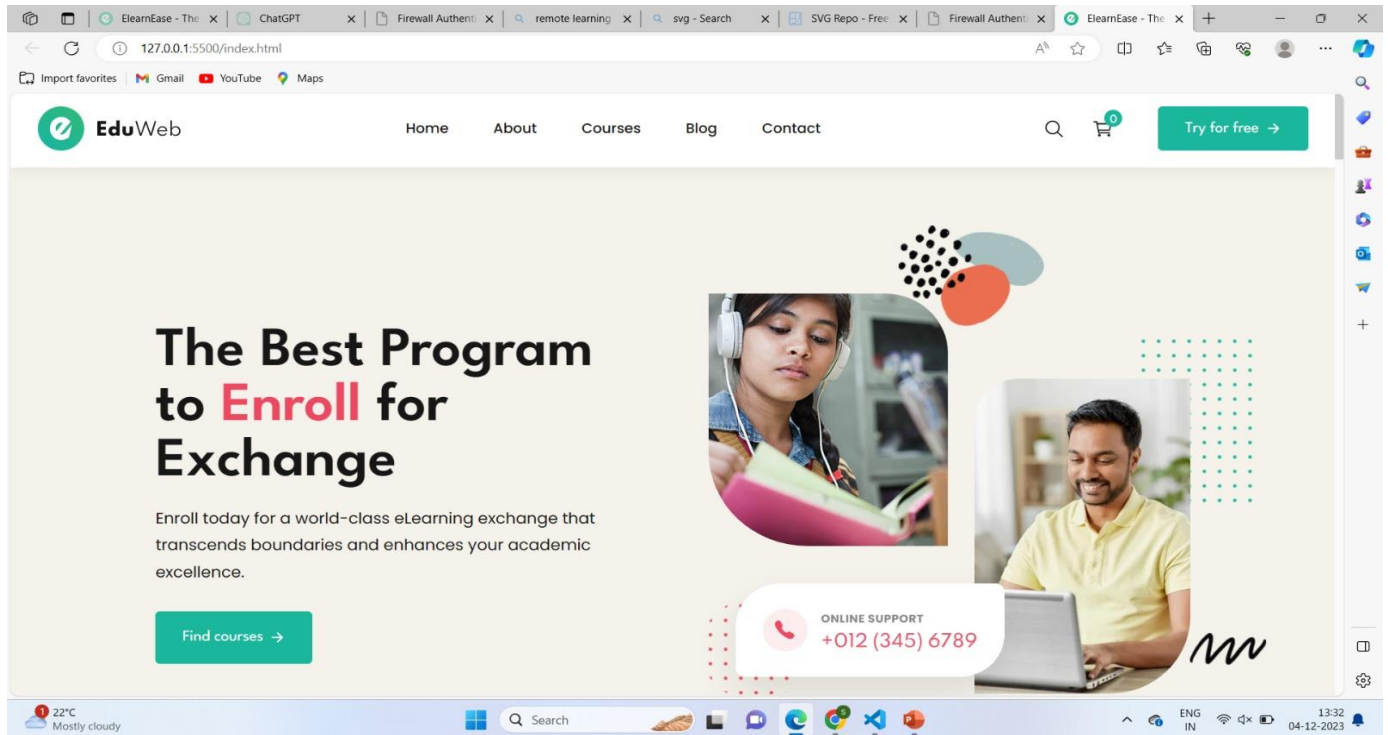 ElearnEase - The
ChatGPT
Firewall Authenti
remote learning
svg - Search
SVG Repo - Free
Firewall Authenti
ElearnEase - The
127.0.0.1:5500/index.html
Import favorites
Gmail
YouTube
Maps
EduWeb
Home
About
Courses
Blog
Contact
0
Try for free →
The Best Program
to Enroll for
Exchange
Enroll today for a world-class eLearning exchange that
transcends boundaries and enhances your academic
excellence.
Find courses →
ONLINE SUPPORT
+012 (345) 6789
1
22°C
Mostly cloudy
Search
ENG
IN
13:32
04-12-2023